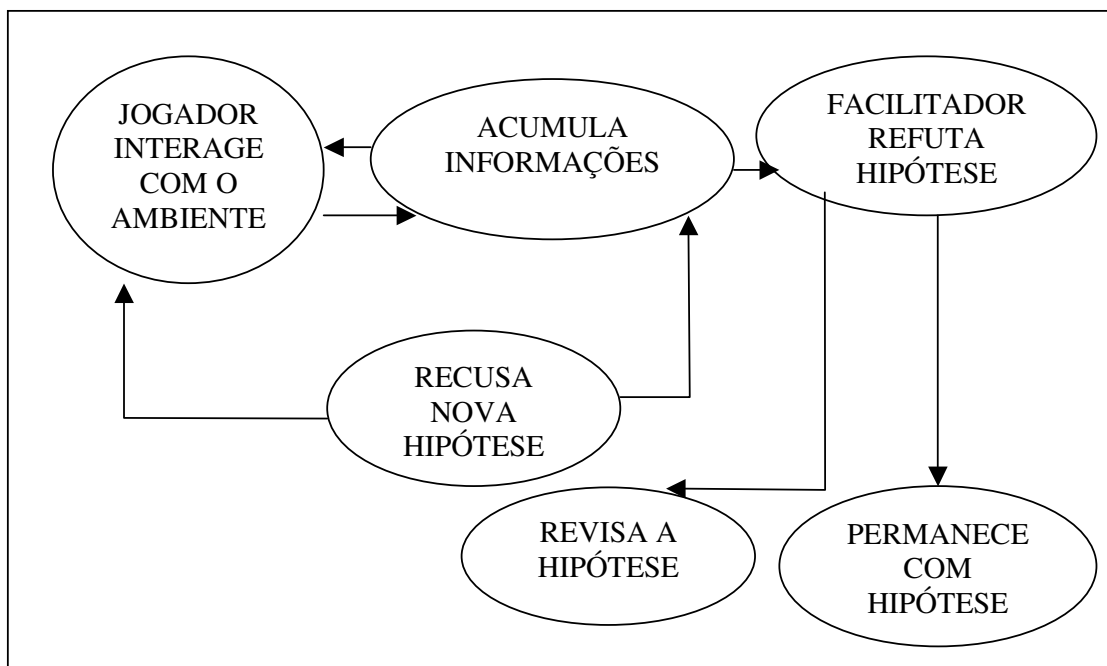 JOGADOR
INTERAGE
COM O
AMBIENTE
ACUMULA
INFORMAÇÕES
FACILITADOR
REFUTA
HIPÓTESE
RECUSA
NOVA
HIPÓTESE
REVISA A
HIPÓTESE
PERMANECE
COM
HIPÓTESE